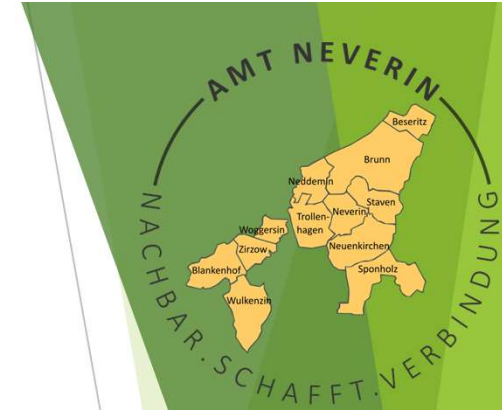 AMT NEVERIN
Beseritz
Brunn
Neddemin
Staven
Trollen-
hagen
Neverin
Woggersin
Neuenkirchen
Zirzow
Sponholz
Blankenhof
Wulkenzin
NACHBAR.SCHAFFT.VERBINDUNG